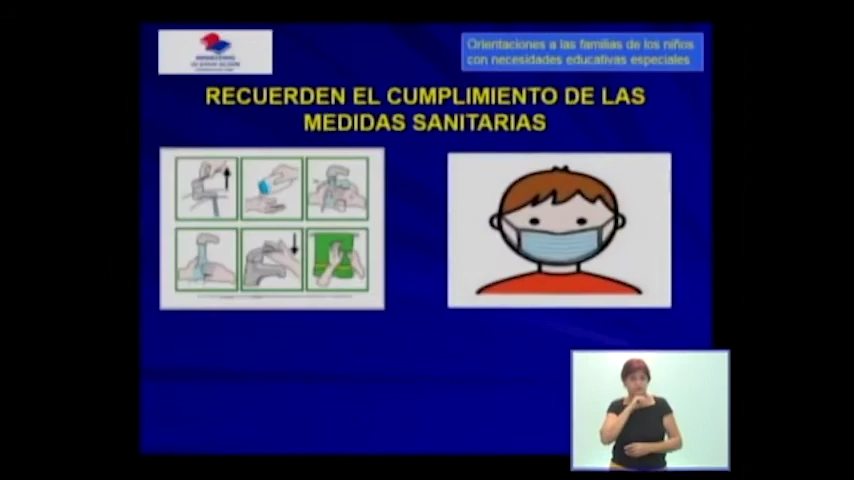 Orientaciones a las familias de los niños
con necesidades educativas especiales
RECUERDEN EL CUMPLIMIENTO DE LAS
MEDIDAS SANITARIAS